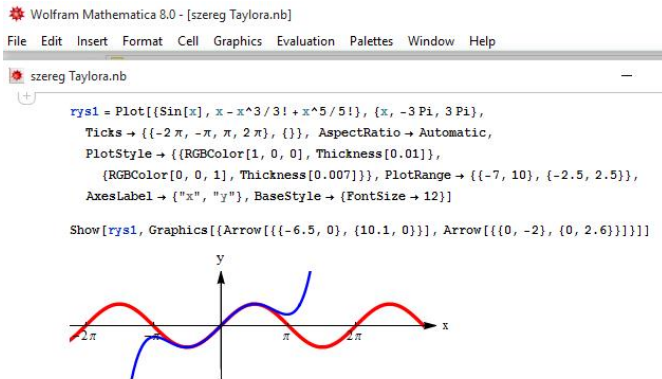 Wolfram Mathematica 8.0 - [szereg Taylora.nb]
File Edit Insert Format Cell Graphics Evaluation Palettes Window Help
szereg Taylora.nb
rys1 = Plot[{Sin[x], x - x^3/3! + x^5/5!}, {x, -3 Pi, 3 Pi},
Ticks → {{-2 π, -π, π, 2 π}, {}}, AspectRatio → Automatic,
PlotStyle → {{RGBColor[1, 0, 0], Thickness[0.01]},
{RGBColor[0, 0, 1], Thickness[0.007]}}, PlotRange → {{-7, 10}, {-2.5, 2.5}},
AxesLabel → {"x", "y"}, BaseStyle → {FontSize → 12}]
Show[rys1, Graphics[{Arrow[{{-6.5, 0}, {10.1, 0}}], Arrow[{{0, -2}, {0, 2.6}}]}]]
y
x
-2 π -π π 2 π